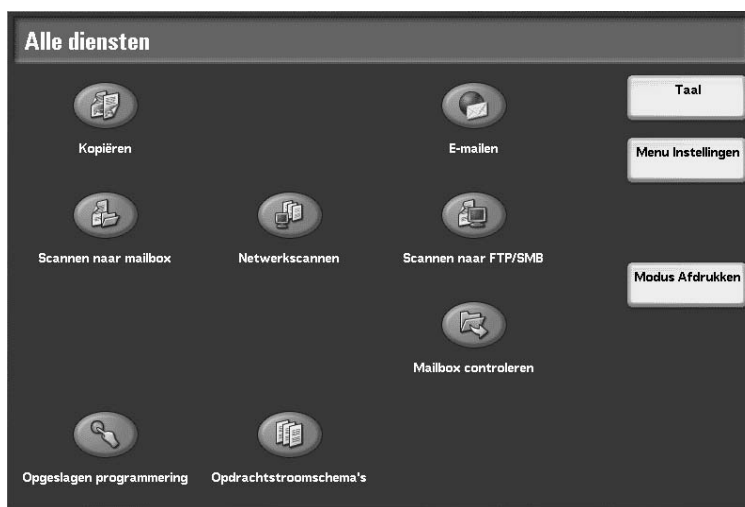 Alle diensten
Kopiëren
E-mailen
Taal
Menu Instellingen
Scannen naar mailbox
Netwerkscannen
Scannen naar FTP/SMB
Modus Afdrukken
Mailbox controleren
Opgeslagen programmering
Opdrachtstroomschema's